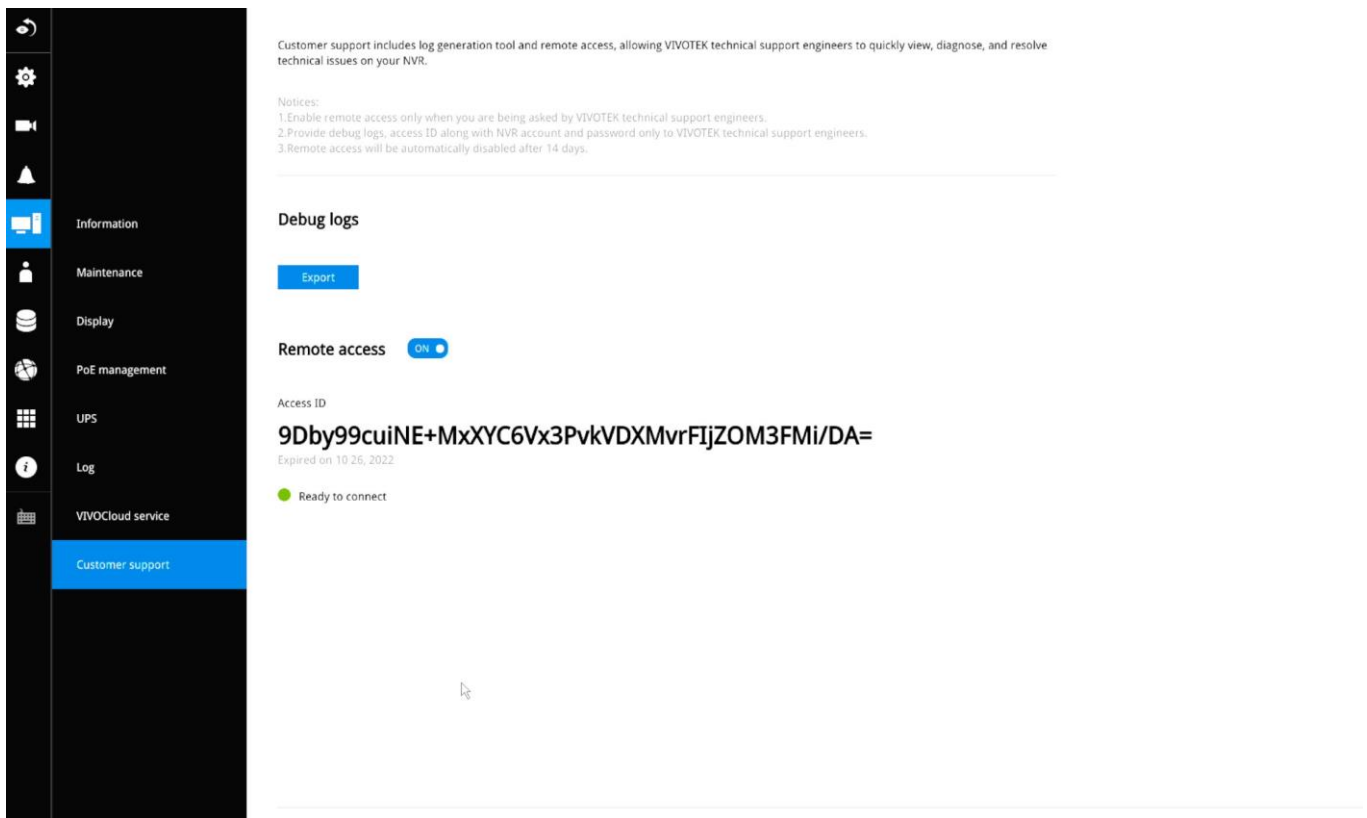 Customer support includes log generation tool and remote access, allowing VIVOTEK technical support engineers to quickly view, diagnose, and resolve
technical issues on your NVR.
Notices:
1.Enable remote access only when you are being asked by VIVOTEK technical support engineers.
2.Provide debug logs, access ID along with NVR account and password only to VIVOTEK technical support engineers.
3.Remote access will be automatically disabled after 14 days.
Information
Maintenance
Display
PoE management
UPS
Log
VIVOCloud service
Customer support
Debug logs
Export
Remote access ON
Access ID
9Dby99cuiNE+MxXYC6Vx3PvkVDXMvrFIjZOM3FMi/DA=
Expired on 10 26, 2022
Ready to connect